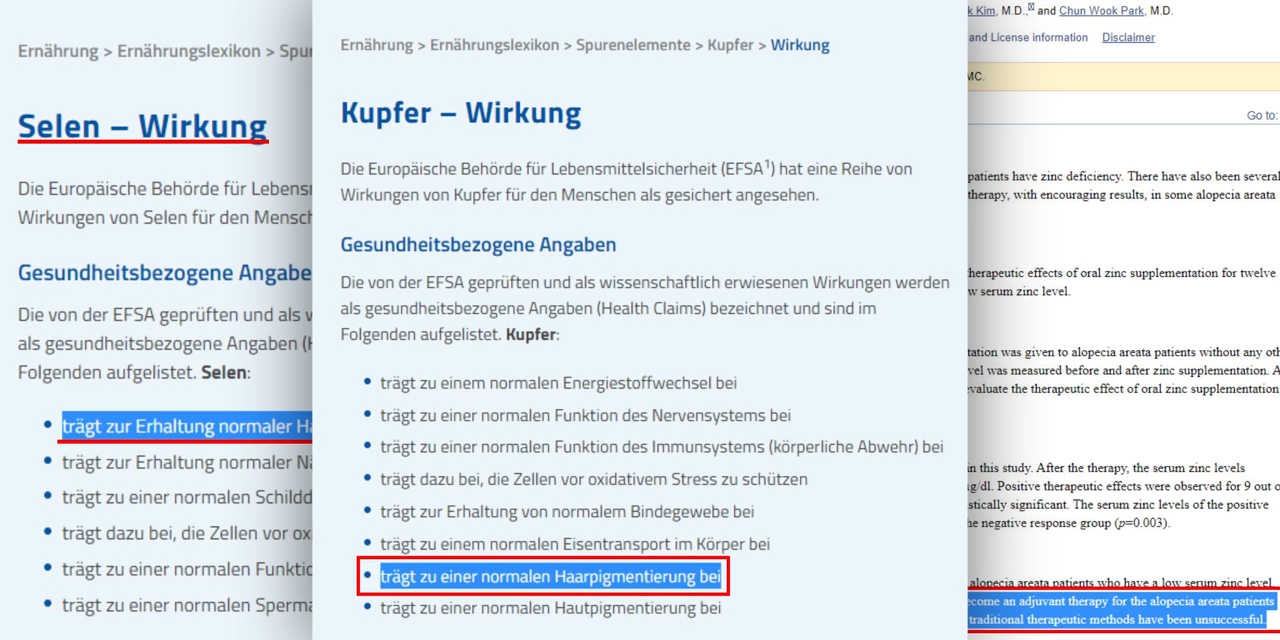 Ernährung > Ernährungslexikon >
Selen – Wirkung
Die Europäische Behörde für
Wirkungen von Selen für den
Gesundheitsbezogene
Die von der EFSA geprüften und als
als gesundheitsbezogene Angaben
Folgenden aufgelistet. Selen:
trägt zur Erhaltung normaler
trägt zur Erhaltung normaler
trägt zu einer normalen
trägt dazu bei, die Zellen vor
trägt zu einer normalen
trägt zu einer normalen
Ernährung > Ernährungslexikon > Spurenelemente > Kupfer > Wirkung
Kupfer – Wirkung
Die Europäische Behörde für Lebensmittelsicherheit (EFSA1) hat eine Reihe von
Wirkungen von Kupfer für den Menschen als gesichert angesehen.
Gesundheitsbezogene Angaben
Die von der EFSA geprüften und als wissenschaftlich erwiesenen Wirkungen werden
als gesundheitsbezogene Angaben (Health Claims) bezeichnet und sind im
Folgenden aufgelistet. Kupfer:
trägt zu einem normalen Energiestoffwechsel bei
trägt zu einer normalen Funktion des Nervensystems bei
trägt zu einer normalen Funktion des Immunsystems (körperliche Abwehr) bei
trägt dazu bei, die Zellen vor oxidativem Stress zu schützen
trägt zur Erhaltung von normalem Bindegewebe bei
trägt zu einem normalen Eisentransport im Körper bei
trägt zu einer normalen Haarpigmentierung bei
trägt zu einer normalen Hautpigmentierung bei
k Kim, M.D., and Chun Wook Park, M.D.
and License information Disclaimer
MC.
Go to:
patients have zinc deficiency. There have also been several
therapy, with encouraging results, in some alopecia areata
therapeutic effects of oral zinc supplementation for twelve
w serum zinc level.
tation was given to alopecia areata patients without any
vel was measured before and after zinc supplementation. A
evaluate the therapeutic effect of oral zinc supplementation
in this study. After the therapy, the serum zinc levels
g/dl. Positive therapeutic effects were observed for 9 out
istically significant. The serum zinc levels of the positive
he negative response group (p=0.003).
alopecia areata patients who have a low serum zinc level.
ecome an adjuvant therapy for the alopecia areata patients
traditional therapeutic methods have been unsuccessful.